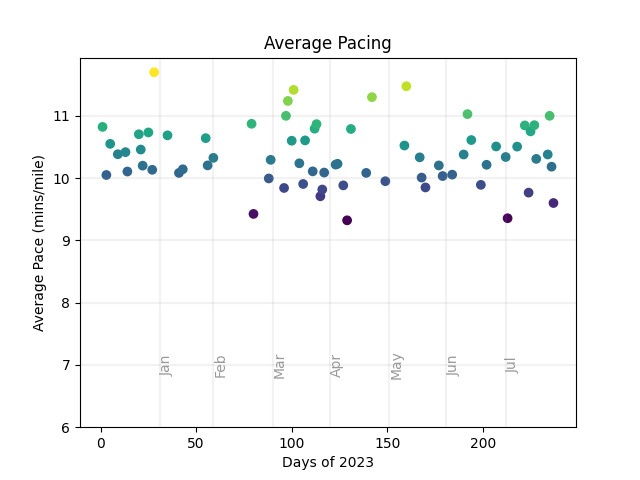 Average Pacing
Average Pace (mins/mile)
11
10
9
8
7
6
Jan
Feb
Mar
Apr
May
Jun
Jul
0
50
100
150
200
Days of 2023